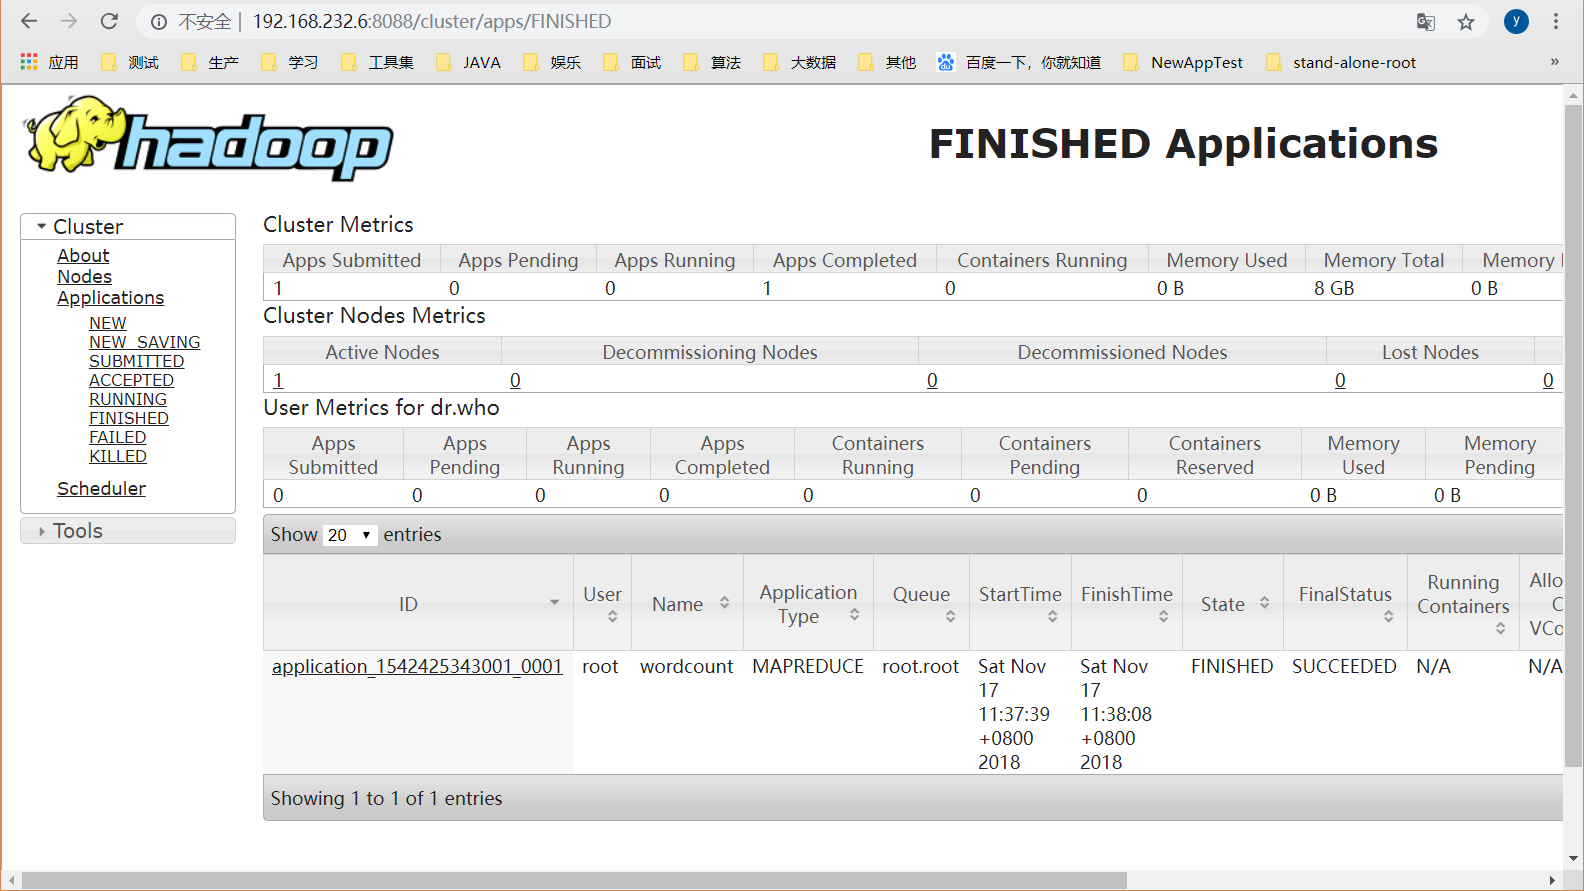 不安全 | 192.168.232.6:8088/cluster/apps/FINISHED
y
应用 测试 生产 学习 工具集 JAVA 娱乐 面试 算法 大数据 其他 百度一下，你就知道 NewAppTest stand-alone-root »
hadoop
FINISHED Applications
Cluster
About
Nodes
Applications
NEW
NEW_SAVING
SUBMITTED
ACCEPTED
RUNNING
FINISHED
FAILED
KILLED
Scheduler
Tools
Cluster Metrics
Apps Submitted Apps Pending Apps Running Apps Completed Containers Running Memory Used Memory Total Memory
1 0 0 1 0 0 B 8 GB 0 B
Cluster Nodes Metrics
Active Nodes Decommissioning Nodes Decommissioned Nodes Lost Nodes
1 0 0 0 0
User Metrics for dr.who
Apps Apps Apps Apps Containers Containers Containers Memory Memory
Submitted Pending Running Completed Running Pending Reserved Used Pending
0 0 0 0 0 0 0 0 B 0 B
Show 20 entries
ID User Name Application Type Queue StartTime FinishTime State FinalStatus Running Containers
application_1542425343001_0001 root wordcount MAPREDUCE root.root Sat Nov Sat Nov FINISHED SUCCEEDED N/A N/A
17 17
11:37:39 11:38:08
+0800 +0800
2018 2018
Showing 1 to 1 of 1 entries